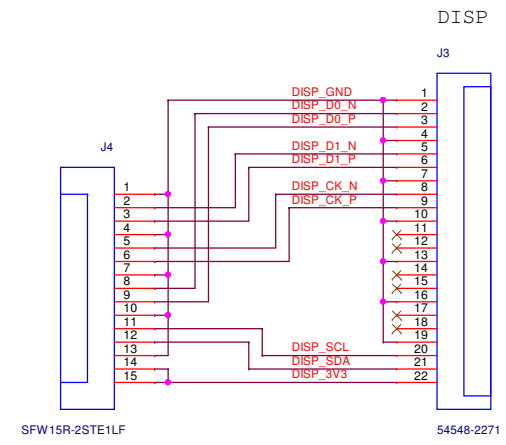 DISP
J3
DISP_GND 1
DISP_D0_N 2
DISP_D0_P 3
4
DISP_D1_N 5
DISP_D1_P 6
7
DISP_CK_N 8
DISP_CK_P 9
10
11
12
13
14
15
16
17
18
19
DISP_SCL 20
DISP_SDA 21
DISP_3V3 22
54548-2271
J4
1
2
3
4
5
6
7
8
9
10
11
12
13
14
15
SFW15R-2STE1LF